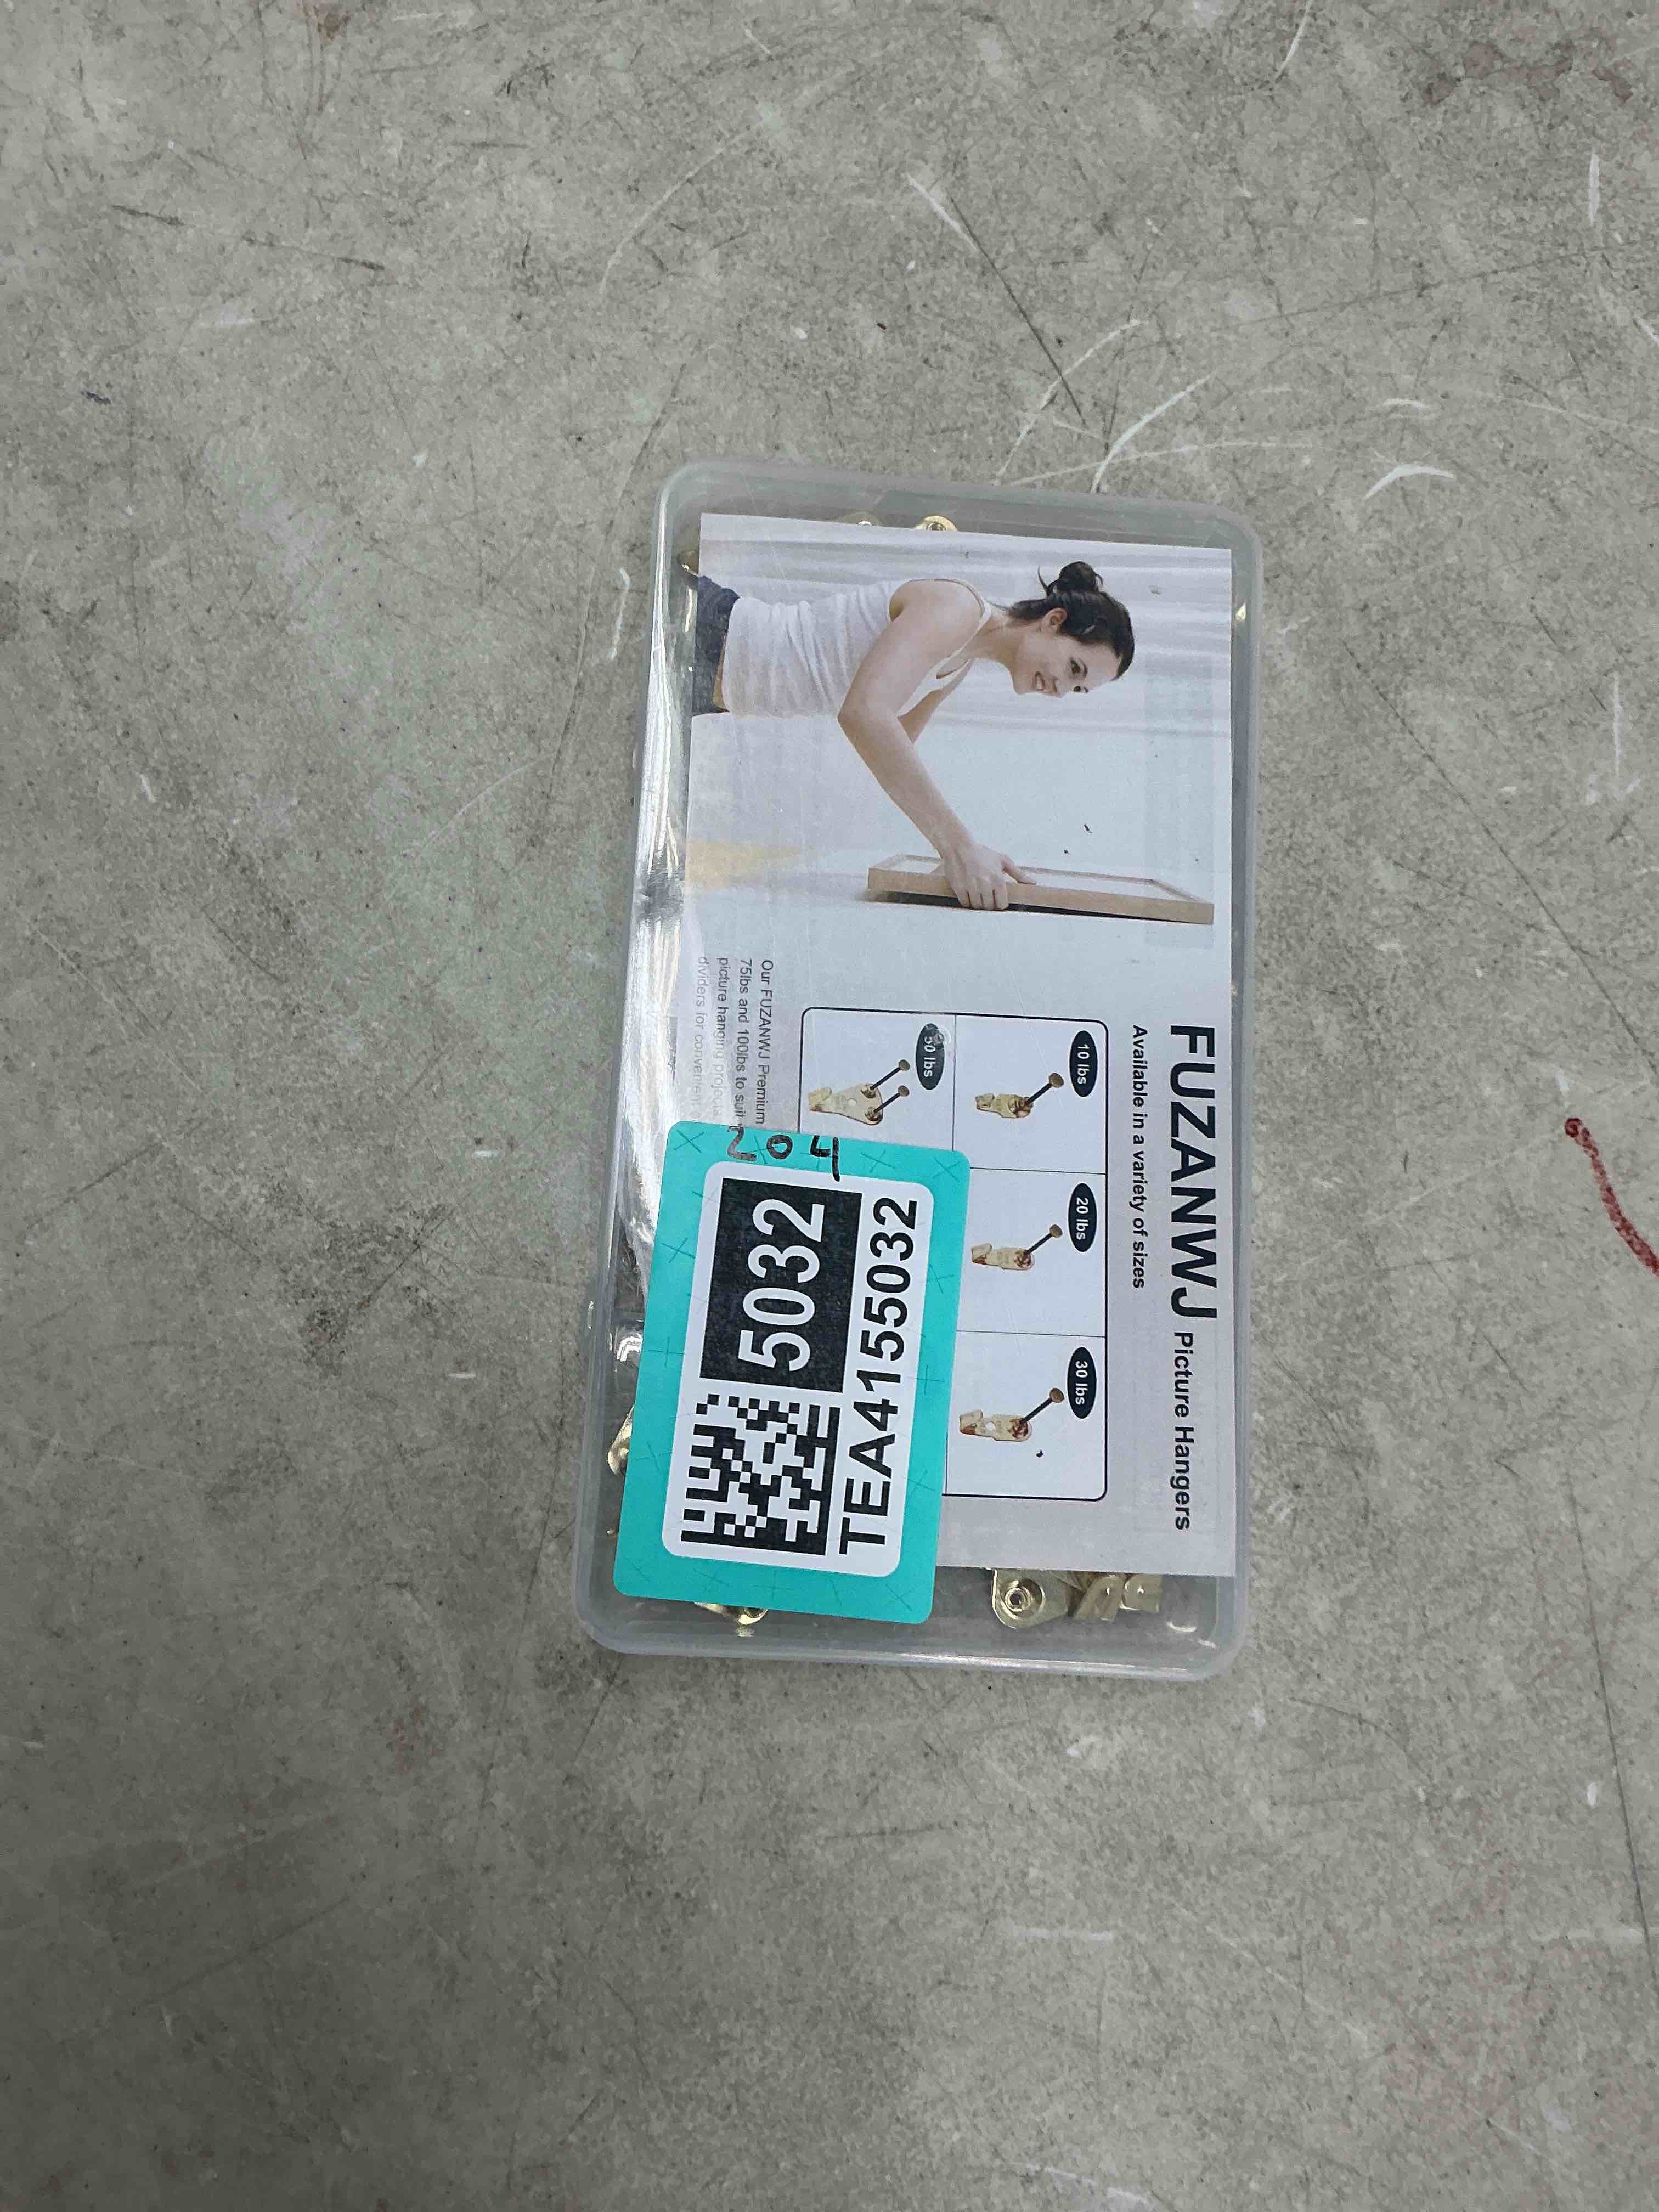 FUZANWJ Picture Hangers
Available in a variety of sizes
10 lbs
20 lbs
30 lbs
50 lbs
Our FUZANWJ Premium
75lbs and 100lbs to suit
picture hanging projects
dividers for convenient
204
5032
TEA4155032